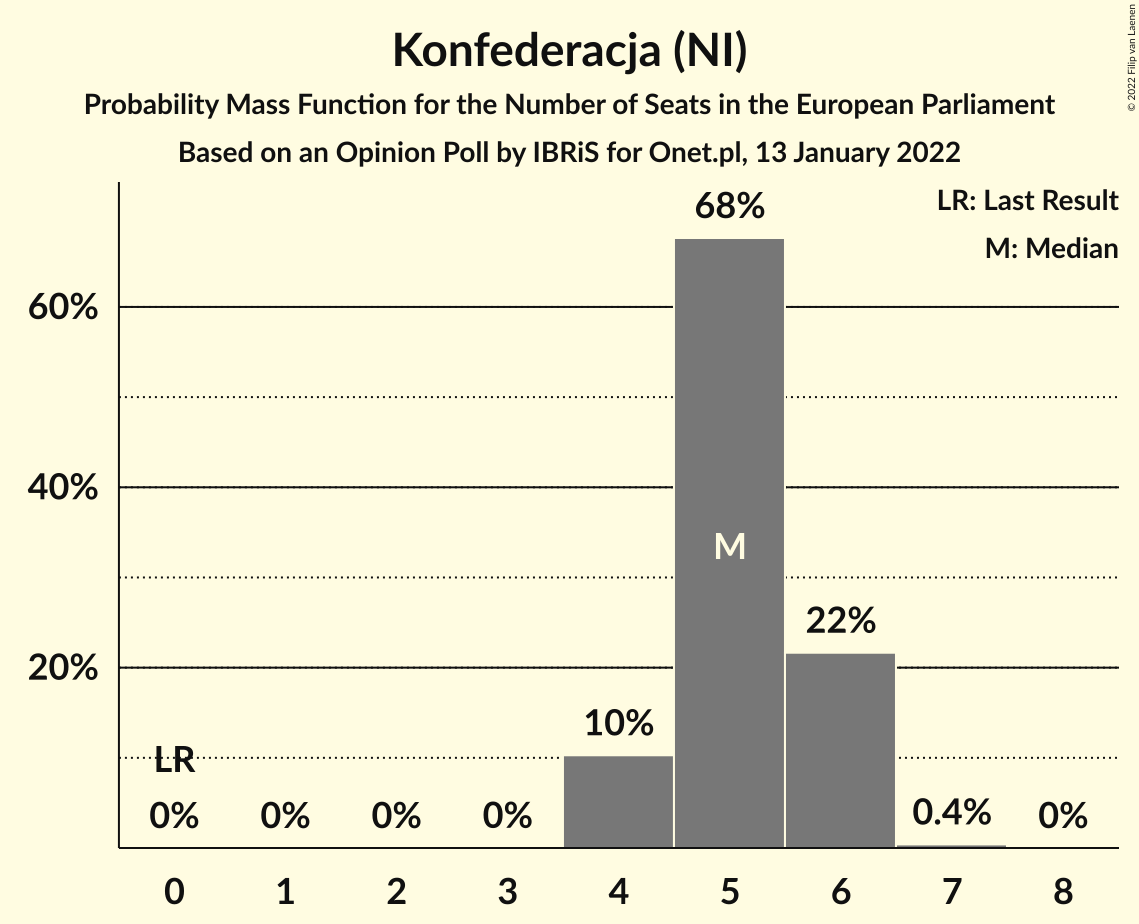 Konfederacja (NI)
Probability Mass Function for the Number of Seats in the European Parliament
Based on an Opinion Poll by IBRiS for Onet.pl, 13 January 2022
© 2022 Filip van Laenen
LR: Last Result
M: Median
68%
60%
40%
M
22%
20%
10%
LR
0% 0% 0% 0% 0.4% 0%
0 1 2 3 4 5 6 7 8